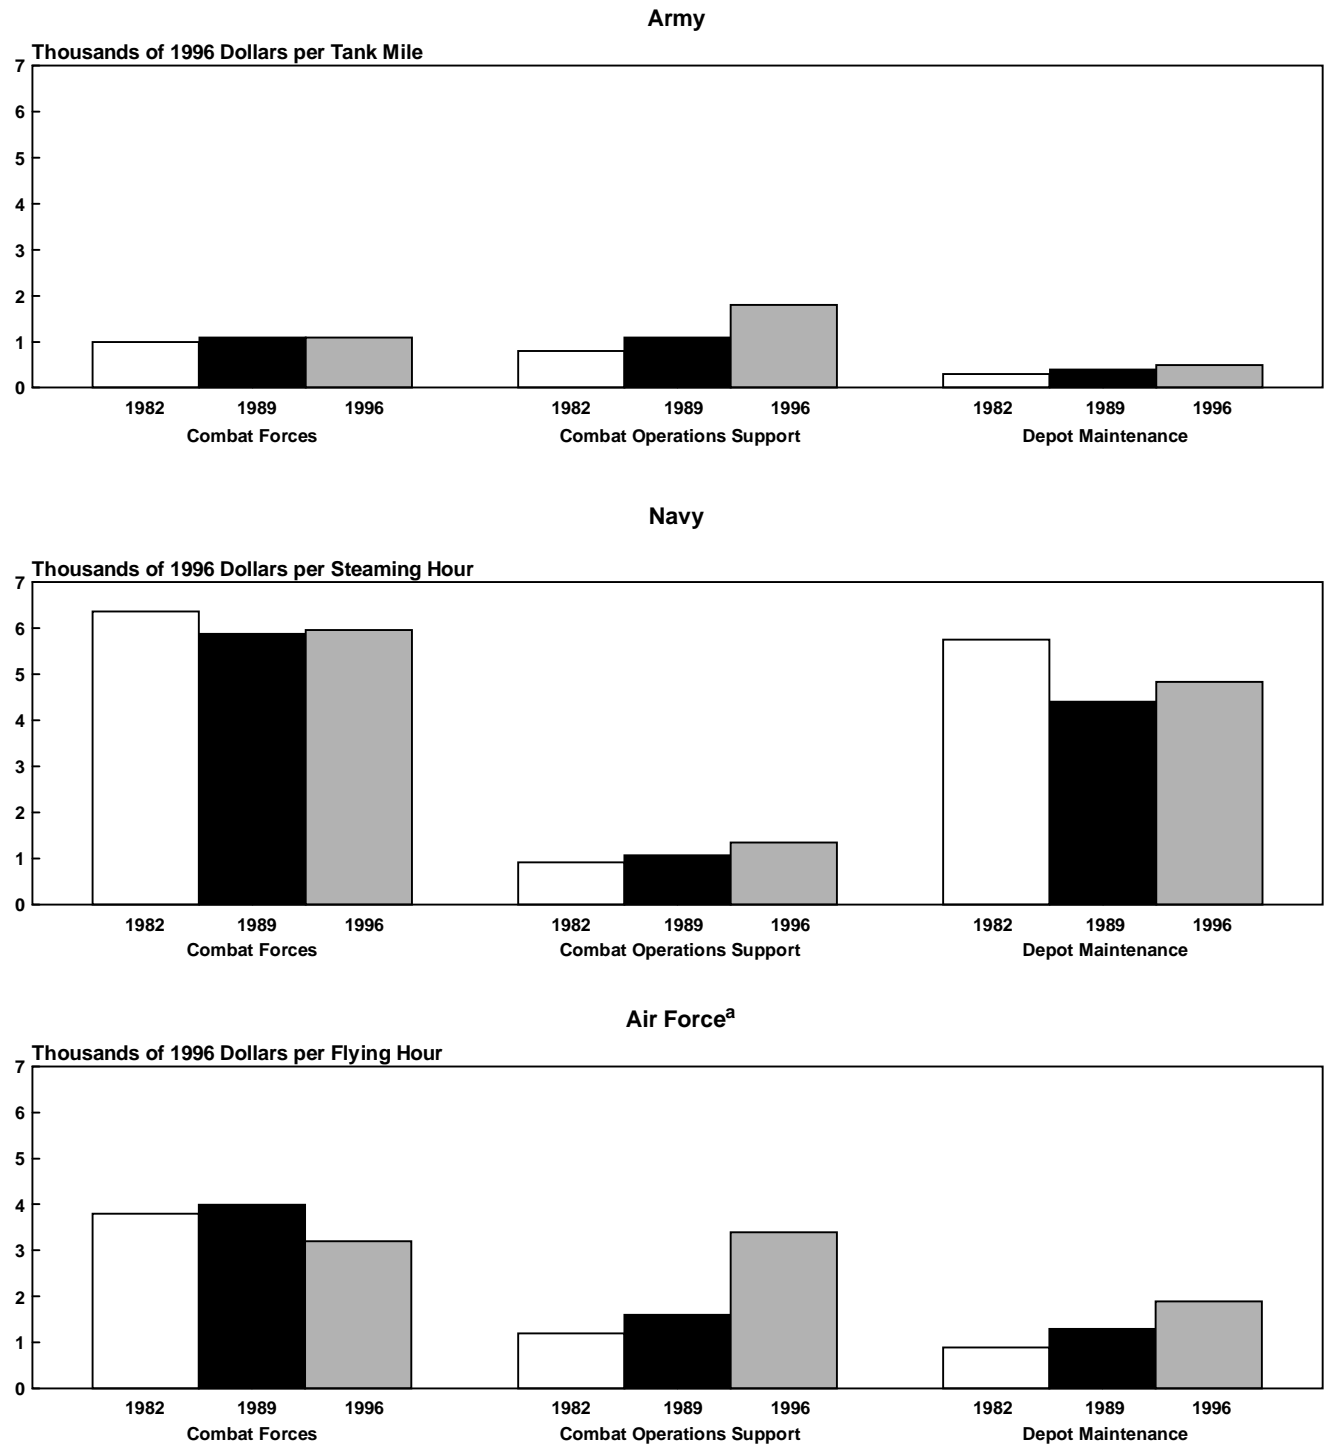 Army
Thousands of 1996 Dollars per Tank Mile
7
6
5
4
3
2
1
0
1982 1989 1996 1982 1989 1996 1982 1989 1996
Combat Forces Combat Operations Support Depot Maintenance
Navy
Thousands of 1996 Dollars per Steaming Hour
7
6
5
4
3
2
1
0
1982 1989 1996 1982 1989 1996 1982 1989 1996
Combat Forces Combat Operations Support Depot Maintenance
Air Forceᵃ
Thousands of 1996 Dollars per Flying Hour
7
6
5
4
3
2
1
0
1982 1989 1996 1982 1989 1996 1982 1989 1996
Combat Forces Combat Operations Support Depot Maintenance